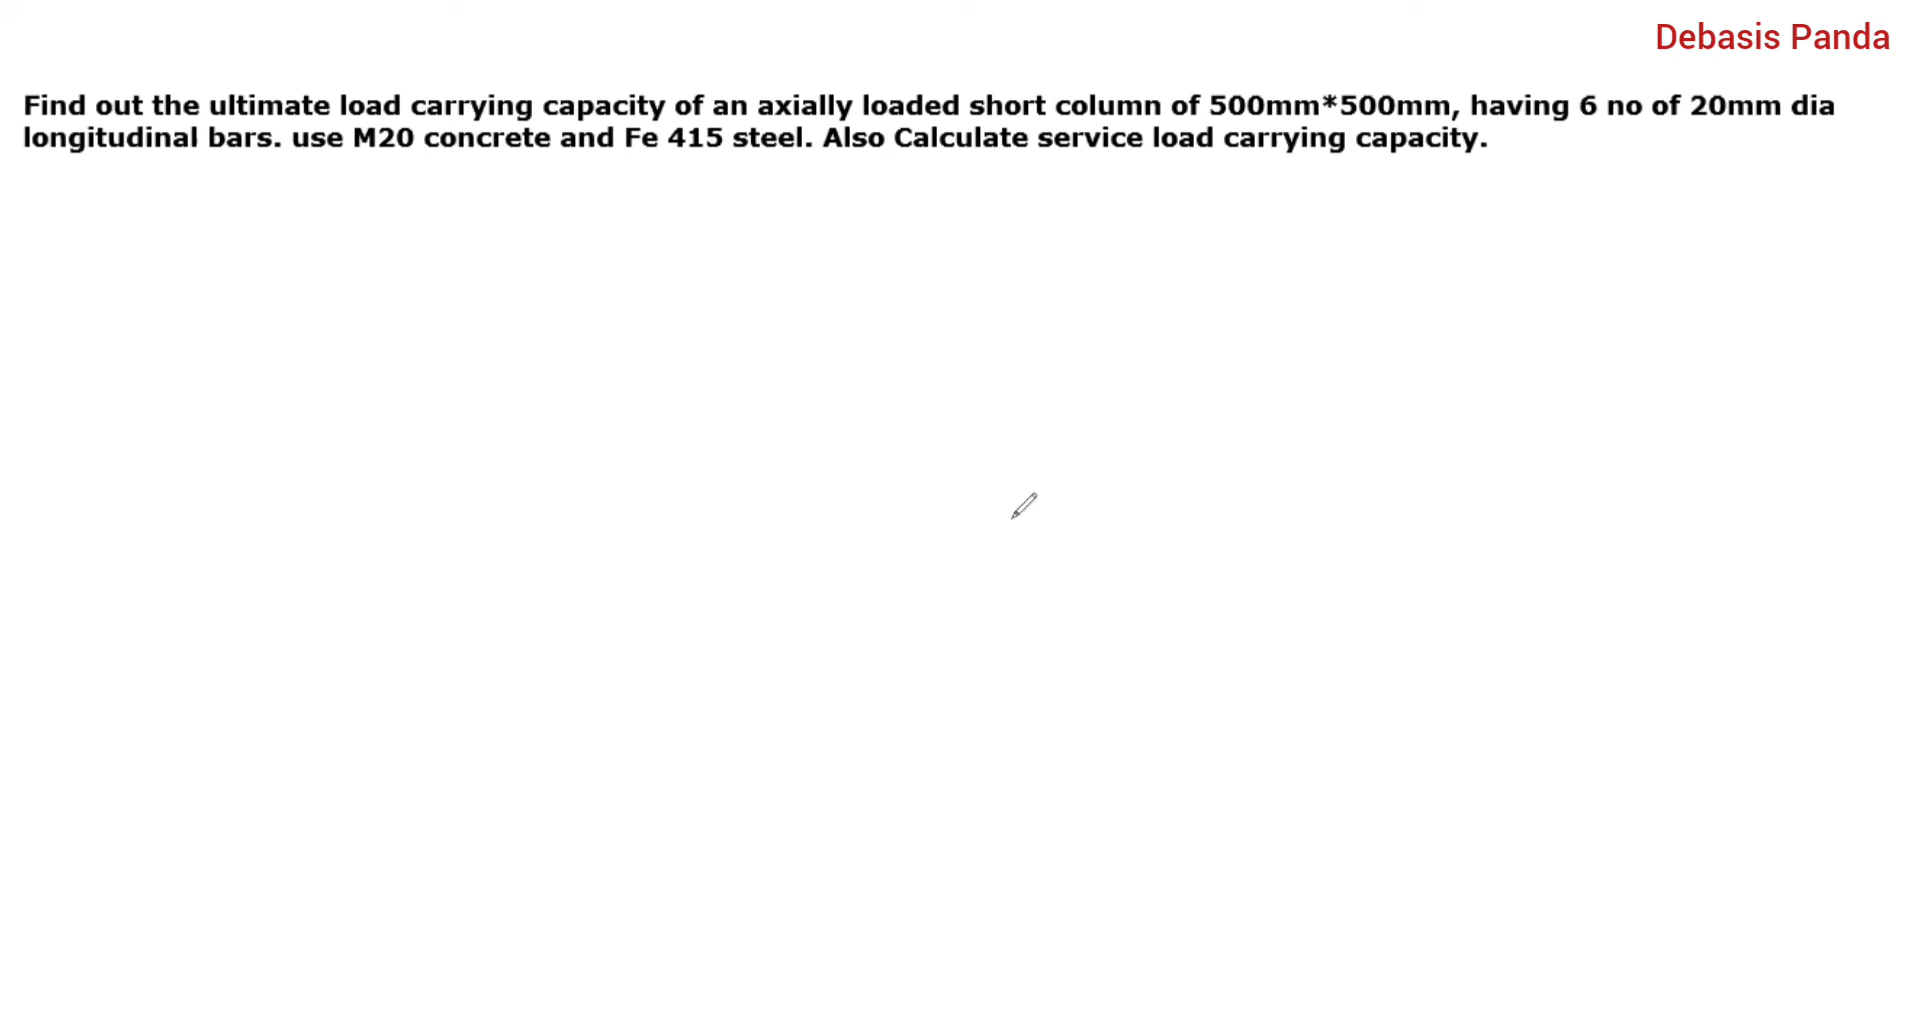 Debasis Panda
Find out the ultimate load carrying capacity of an axially loaded short column of 500mm*500mm, having 6 no of 20mm dia
longitudinal bars. use M20 concrete and Fe 415 steel. Also Calculate service load carrying capacity.